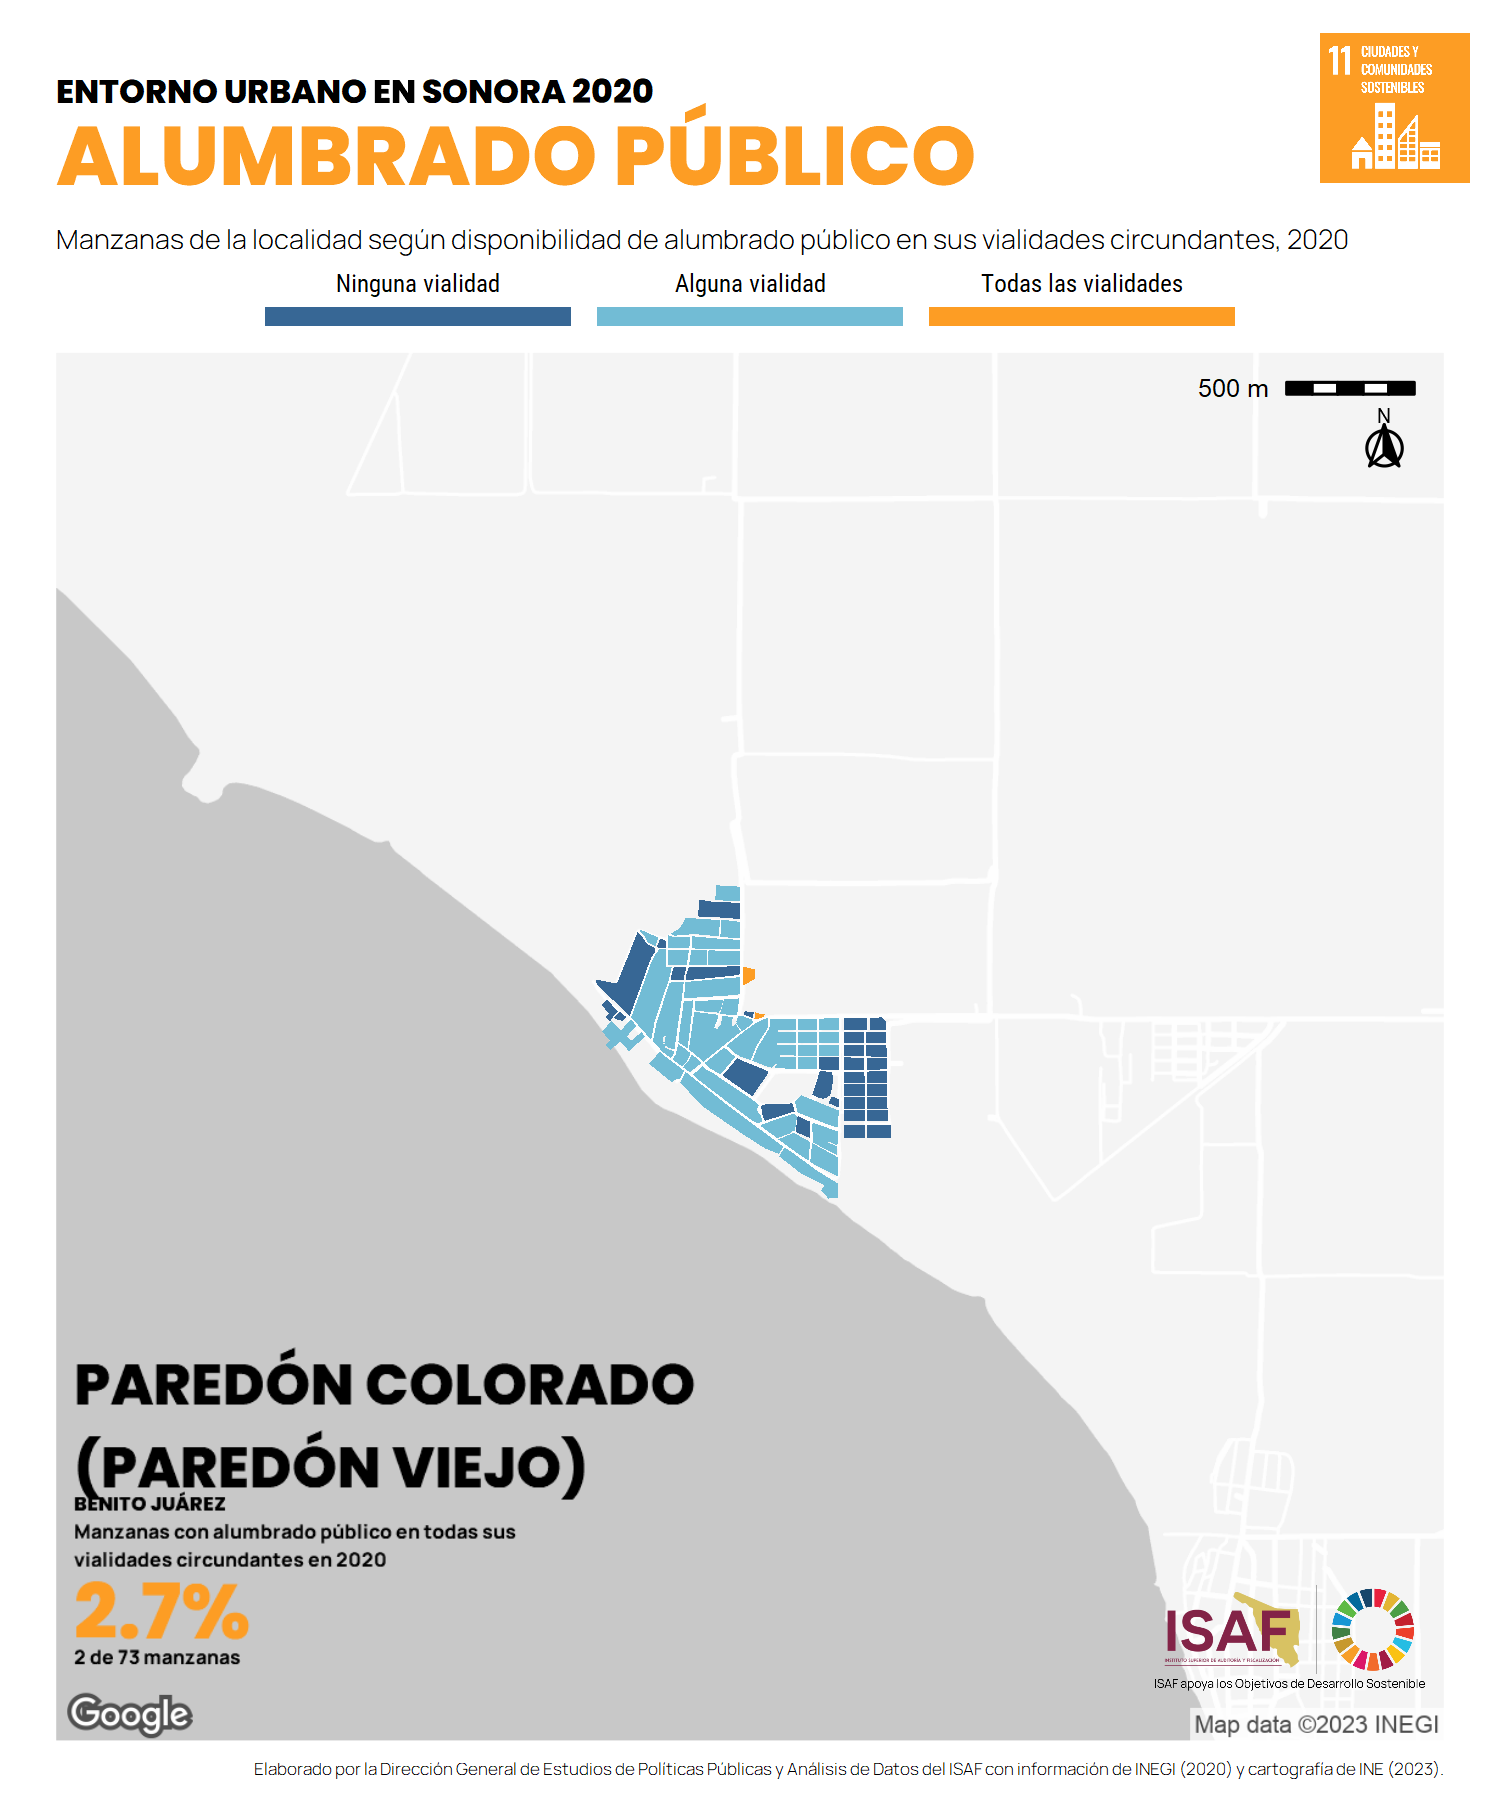 ENTORNO URBANO EN SONORA 2020
ALUMBRADO PÚBLICO
11 CIUDADES Y
COMUNIDADES
SOSTENIBLES
Manzanas de la localidad según disponibilidad de alumbrado público en sus vialidades circundantes, 2020
Ninguna vialidad Alguna vialidad Todas las vialidades
500 m
N
PAREDÓN COLORADO
(PAREDÓN VIEJO)
BENITO JUÁREZ
Manzanas con alumbrado público en todas sus
vialidades circundantes en 2020
2.7%
2 de 73 manzanas
ISAF
INSTITUTO SUPERIOR DE AUDITORÍA Y FISCALIZACIÓN
ISAF apoya los Objetivos de Desarrollo Sostenible
Google
Map data ©2023 INEGI
Elaborado por la Dirección General de Estudios de Políticas Públicas y Análisis de Datos del ISAF con información de INEGI (2020) y cartografía de INE (2023).